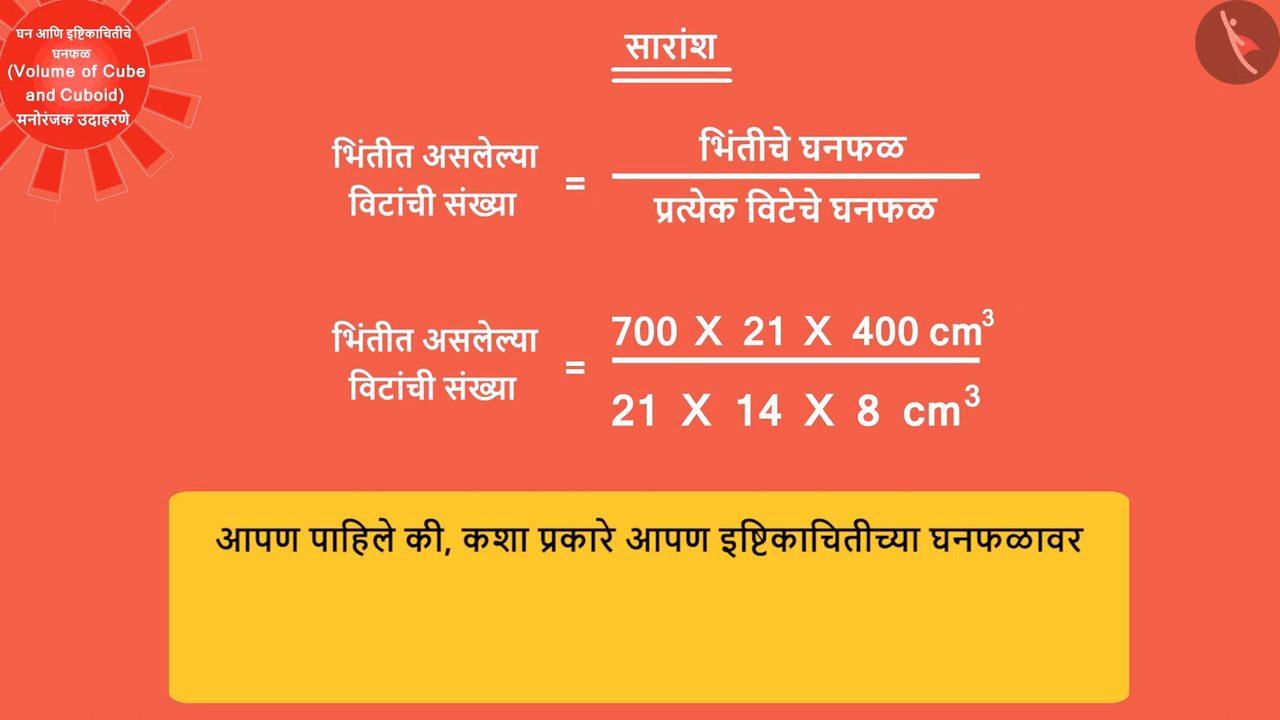 घन आणि इष्टिकाचितीचे
घनफळ
(Volume of Cube
and Cuboid)
मनोरंजक उदाहरणे
सारांश
भिंतीत असलेल्या
विटांची संख्या
=
भिंतीचे घनफळ
प्रत्येक विटेचे घनफळ
भिंतीत असलेल्या
विटांची संख्या
=
700 X 21 X 400 cm³
21 X 14 X 8 cm³
आपण पाहिले की, कशा प्रकारे आपण इष्टिकाचितीच्या घनफळावर